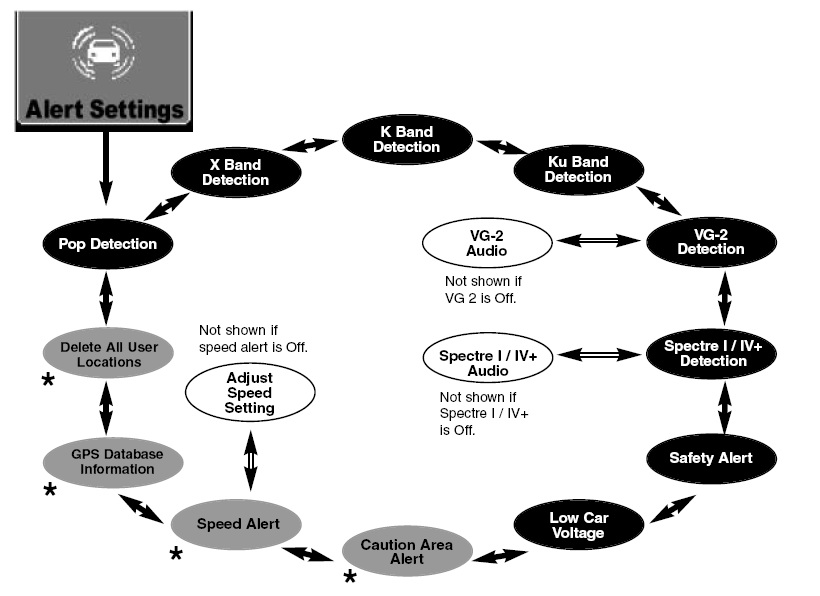 Alert Settings
K Band
Detection
X Band
Detection
Ku Band
Detection
Pop Detection
VG-2
Audio
VG-2
Detection
Not shown if
VG 2 is Off.
Delete All User
Locations
*
Not shown if
speed alert is Off.
Adjust
Speed
Setting
Spectre I / IV+
Audio
Spectre I / IV+
Detection
Not shown if
Spectre I / IV+
is Off.
GPS Database
Information
*
Safety Alert
Speed Alert
*
Low Car
Voltage
Caution Area
Alert
*